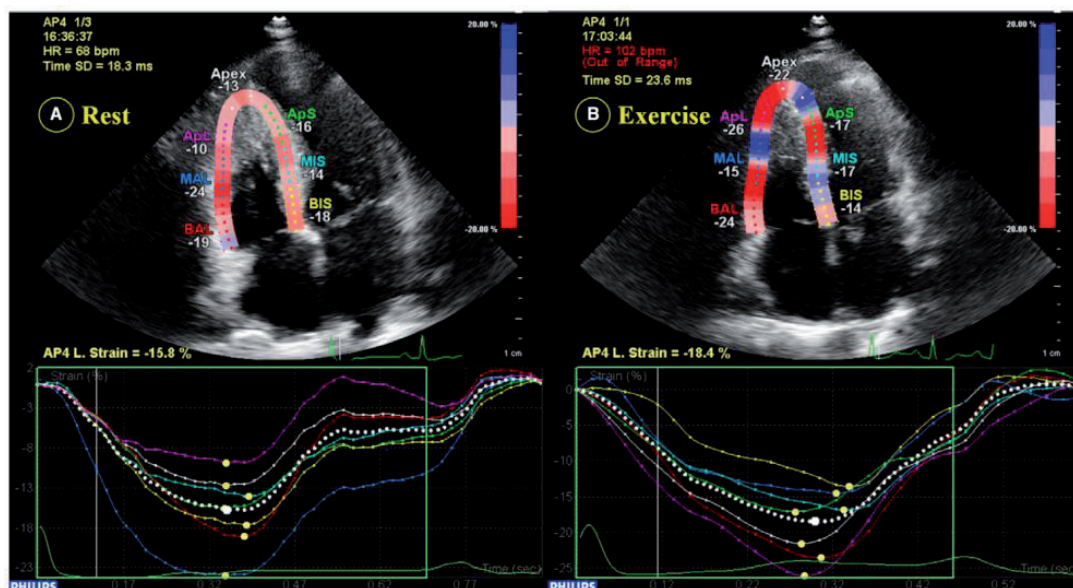 AP4 1/3
16:36:37
HR = 68 bpm
Time SD = 18.3 ms
20.00 %
A Rest
Apex
-13
ApL
-10
ApS
-16
MAL
-24
MIS
-14
BAL
-19
BIS
-18
-20.00 %
1 cm
AP4 L. Strain = -15.8 %
2
Strain (%)
-3
-8
-13
-18
-23
0.17
0.32
0.47
0.62
0.77
Time (sec)
PHILIPS
AP4 1/1
17:03:44
HR = 102 bpm
(Out of Range)
Time SD = 23.6 ms
20.00 %
B Exercise
Apex
-22
ApL
-26
ApS
-17
MAL
-15
MIS
-17
BAL
-24
BIS
-14
-20.00 %
1 cm
AP4 L. Strain = -18.4 %
Strain (%)
0
-5
-10
-15
-20
-25
0.12
0.22
0.32
0.42
0.52
Time (sec)
PHILIPS